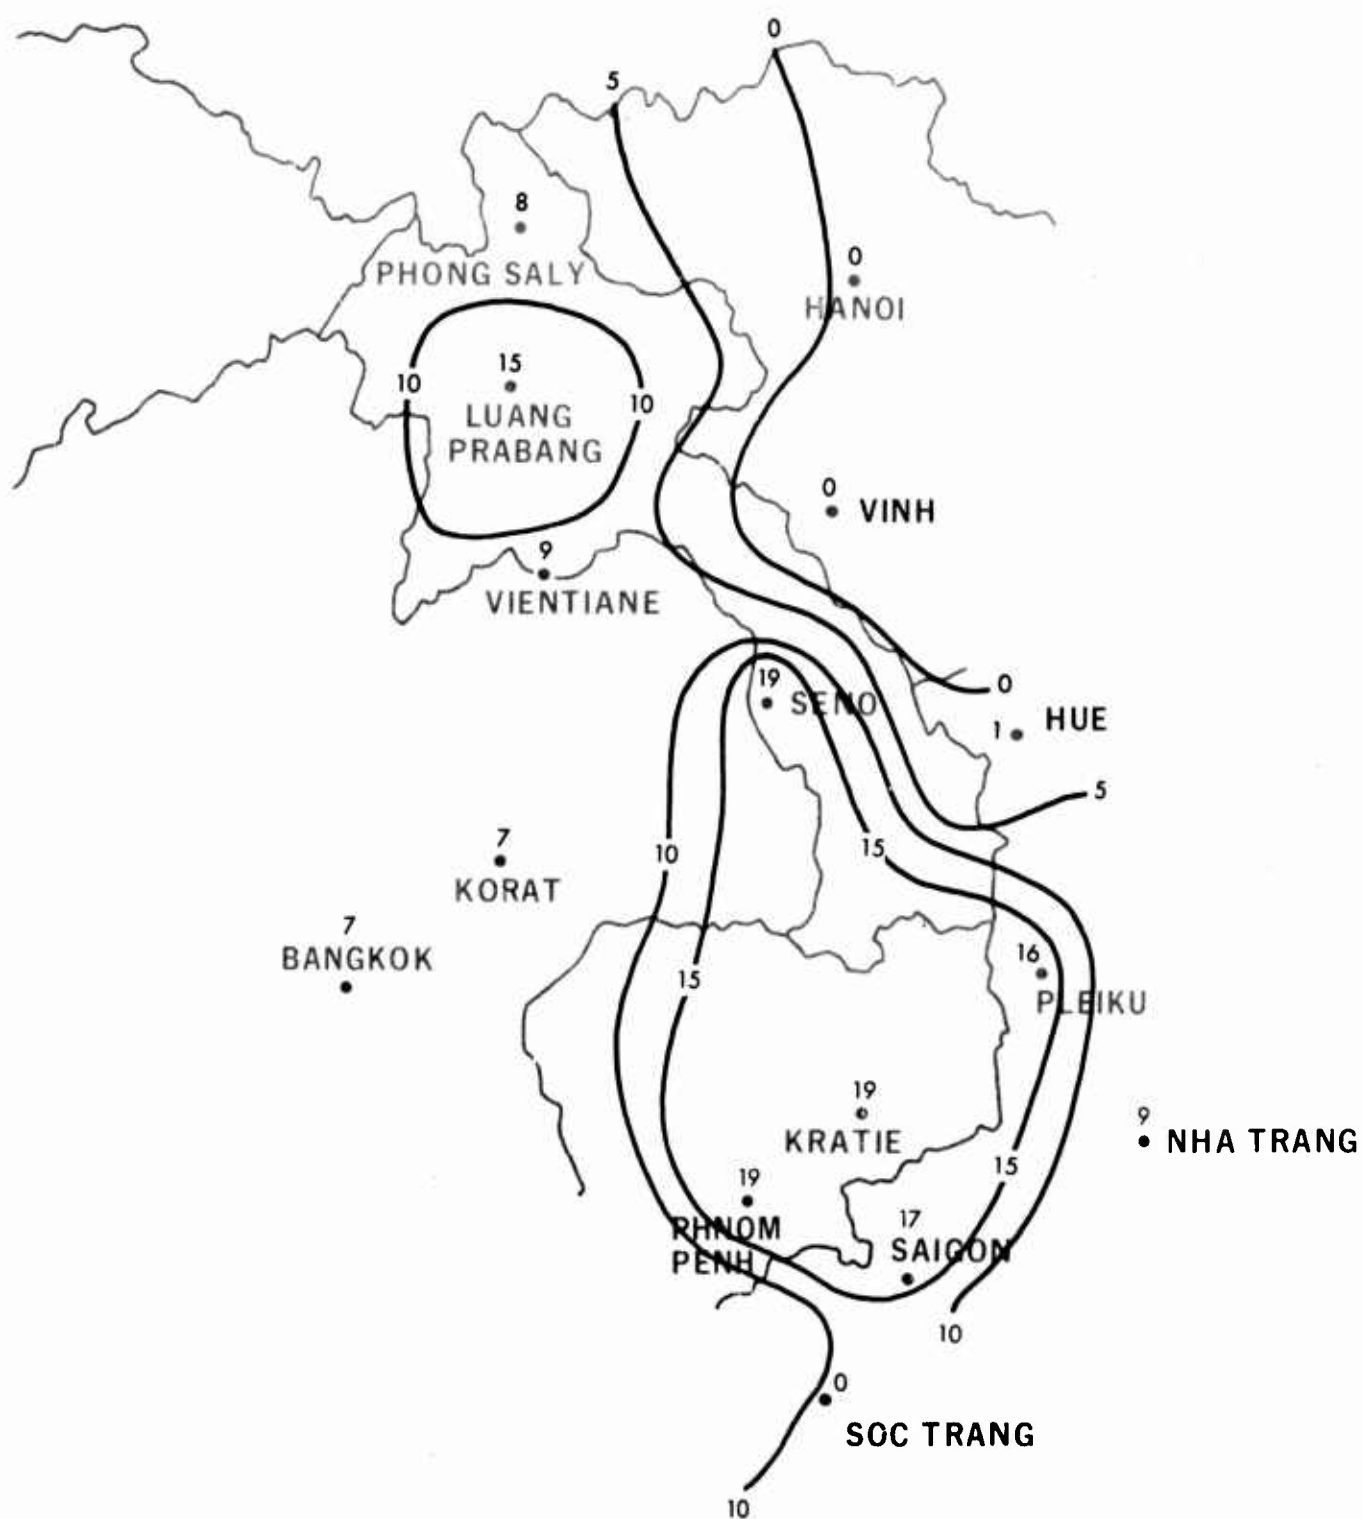 0
5
8
PHONG SALY
0
HANOI
15
10
10
LUANG
PRABANG
0
VINH
9
VIENTIANE
19
SENO
0
1
HUE
5
7
KORAT
10
15
7
BANGKOK
16
PLEIKU
15
19
KRATIE
9
NHA TRANG
15
19
PHNOM
PENH
17
SAIGON
10
0
SOC TRANG
10